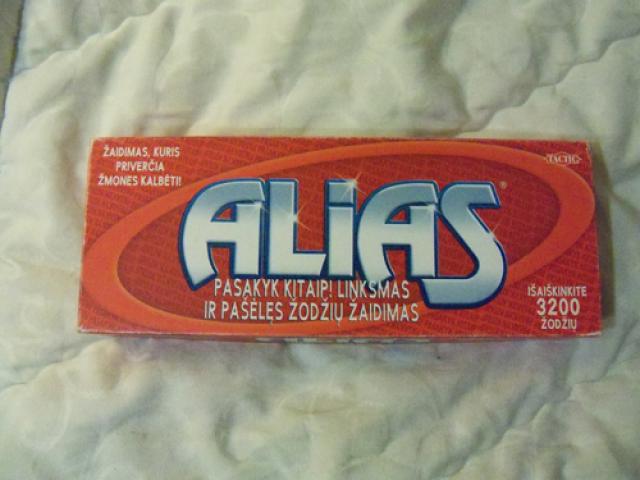 ŽAIDIMAS, KURIS
PRIVERČIA
ŽMONES KALBĖTI!
TACTIC
ALIAS®
PASAKYK KITAIP! LINKSMAS
IR PAŠĖLĘS ŽODŽIŲ ŽAIDIMAS
IŠAIŠKINKITE
3200
ŽODŽIŲ